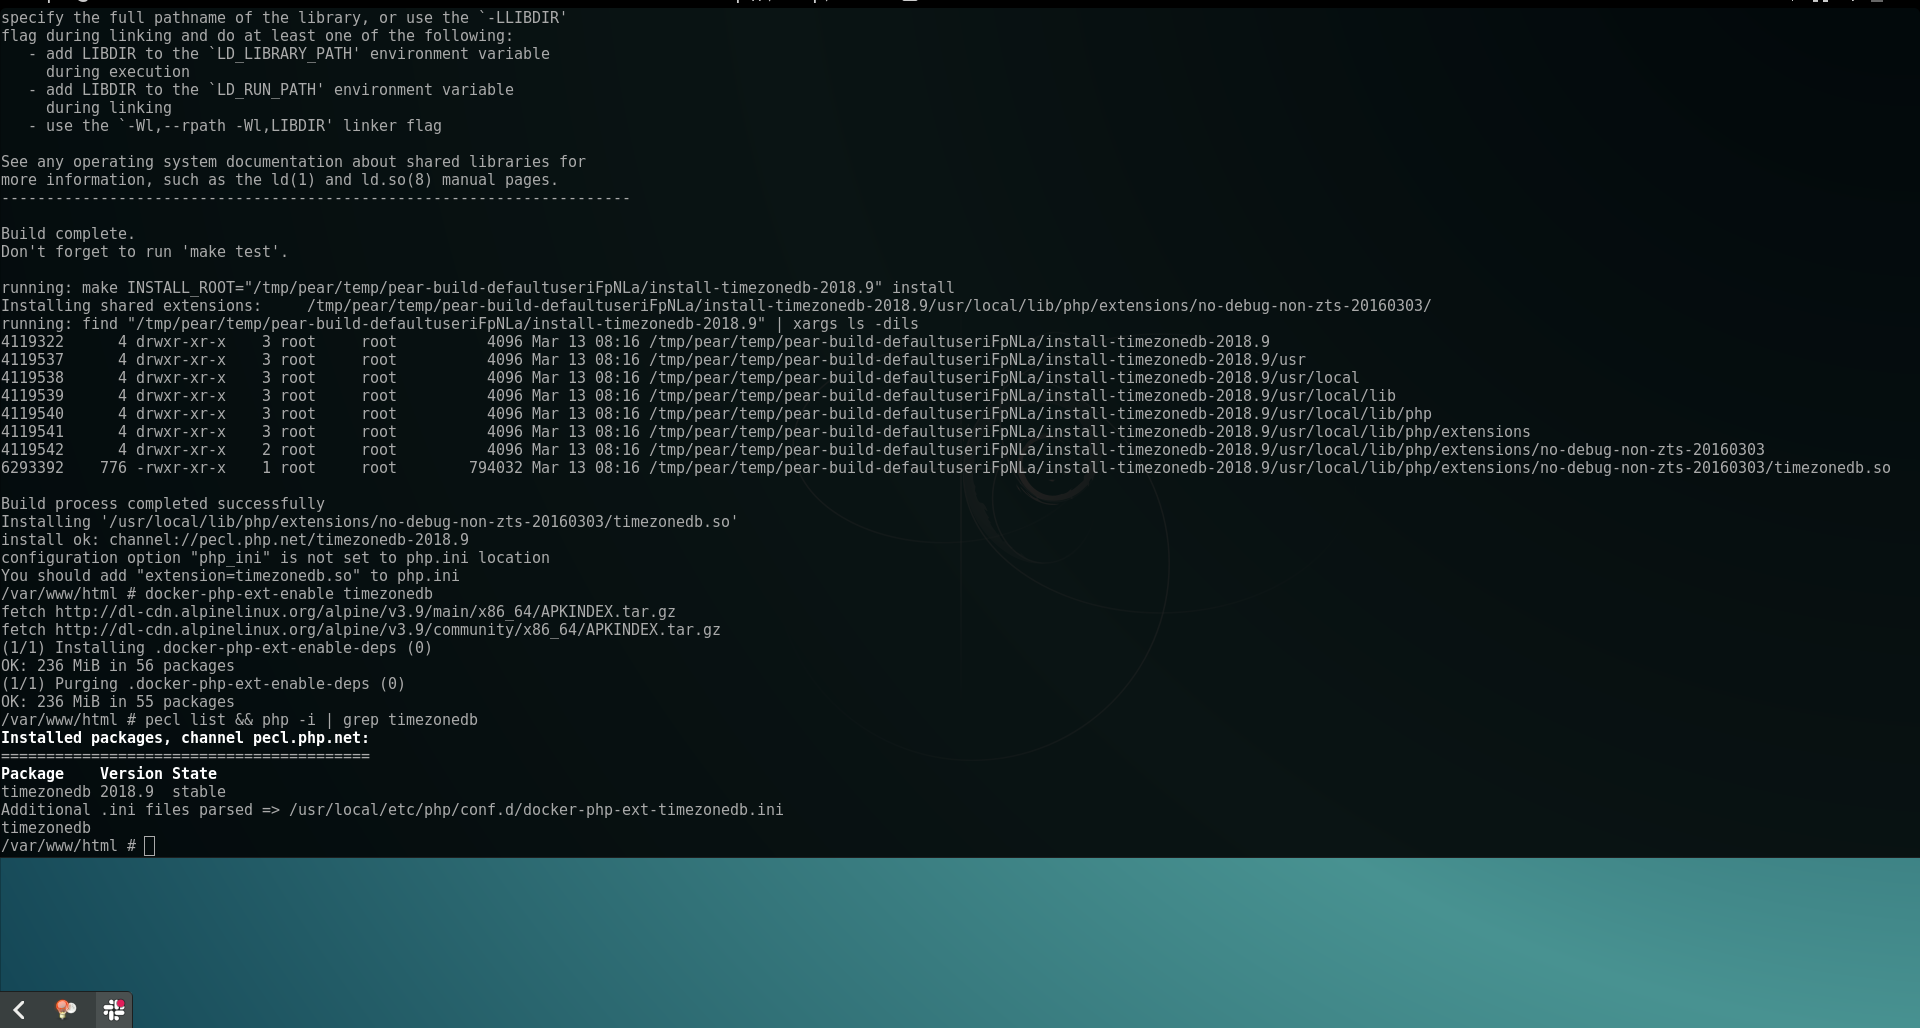 specify the full pathname of the library, or use the `-LLIBDIR'
flag during linking and do at least one of the following:
   - add LIBDIR to the `LD_LIBRARY_PATH' environment variable
     during execution
   - add LIBDIR to the `LD_RUN_PATH' environment variable
     during linking
   - use the `-Wl,--rpath -Wl,LIBDIR' linker flag

See any operating system documentation about shared libraries for
more information, such as the ld(1) and ld.so(8) manual pages.
----------------------------------------------------------------------

Build complete.
Don't forget to run 'make test'.

running: make INSTALL_ROOT="/tmp/pear/temp/pear-build-defaultuseriFpNLa/install-timezonedb-2018.9" install
Installing shared extensions:     /tmp/pear/temp/pear-build-defaultuseriFpNLa/install-timezonedb-2018.9/usr/local/lib/php/extensions/no-debug-non-zts-20160303/
running: find "/tmp/pear/temp/pear-build-defaultuseriFpNLa/install-timezonedb-2018.9" | xargs ls -dils
4119322      4 drwxr-xr-x    3 root     root          4096 Mar 13 08:16 /tmp/pear/temp/pear-build-defaultuseriFpNLa/install-timezonedb-2018.9
4119537      4 drwxr-xr-x    3 root     root          4096 Mar 13 08:16 /tmp/pear/temp/pear-build-defaultuseriFpNLa/install-timezonedb-2018.9/usr
4119538      4 drwxr-xr-x    3 root     root          4096 Mar 13 08:16 /tmp/pear/temp/pear-build-defaultuseriFpNLa/install-timezonedb-2018.9/usr/local
4119539      4 drwxr-xr-x    3 root     root          4096 Mar 13 08:16 /tmp/pear/temp/pear-build-defaultuseriFpNLa/install-timezonedb-2018.9/usr/local/lib
4119540      4 drwxr-xr-x    3 root     root          4096 Mar 13 08:16 /tmp/pear/temp/pear-build-defaultuseriFpNLa/install-timezonedb-2018.9/usr/local/lib/php
4119541      4 drwxr-xr-x    3 root     root          4096 Mar 13 08:16 /tmp/pear/temp/pear-build-defaultuseriFpNLa/install-timezonedb-2018.9/usr/local/lib/php/extensions
4119542      4 drwxr-xr-x    2 root     root          4096 Mar 13 08:16 /tmp/pear/temp/pear-build-defaultuseriFpNLa/install-timezonedb-2018.9/usr/local/lib/php/extensions/no-debug-non-zts-20160303
6293392    776 -rwxr-xr-x    1 root     root        794032 Mar 13 08:16 /tmp/pear/temp/pear-build-defaultuseriFpNLa/install-timezonedb-2018.9/usr/local/lib/php/extensions/no-debug-non-zts-20160303/timezonedb.so

Build process completed successfully
Installing '/usr/local/lib/php/extensions/no-debug-non-zts-20160303/timezonedb.so'
install ok: channel://pecl.php.net/timezonedb-2018.9
configuration option "php_ini" is not set to php.ini location
You should add "extension=timezonedb.so" to php.ini
/var/www/html # docker-php-ext-enable timezonedb
fetch http://dl-cdn.alpinelinux.org/alpine/v3.9/main/x86_64/APKINDEX.tar.gz
fetch http://dl-cdn.alpinelinux.org/alpine/v3.9/community/x86_64/APKINDEX.tar.gz
(1/1) Installing .docker-php-ext-enable-deps (0)
OK: 236 MiB in 56 packages
(1/1) Purging .docker-php-ext-enable-deps (0)
OK: 236 MiB in 55 packages
/var/www/html # pecl list && php -i | grep timezonedb
Installed packages, channel pecl.php.net:
=========================================
Package    Version State
timezonedb 2018.9  stable
Additional .ini files parsed => /usr/local/etc/php/conf.d/docker-php-ext-timezonedb.ini
timezonedb
/var/www/html #